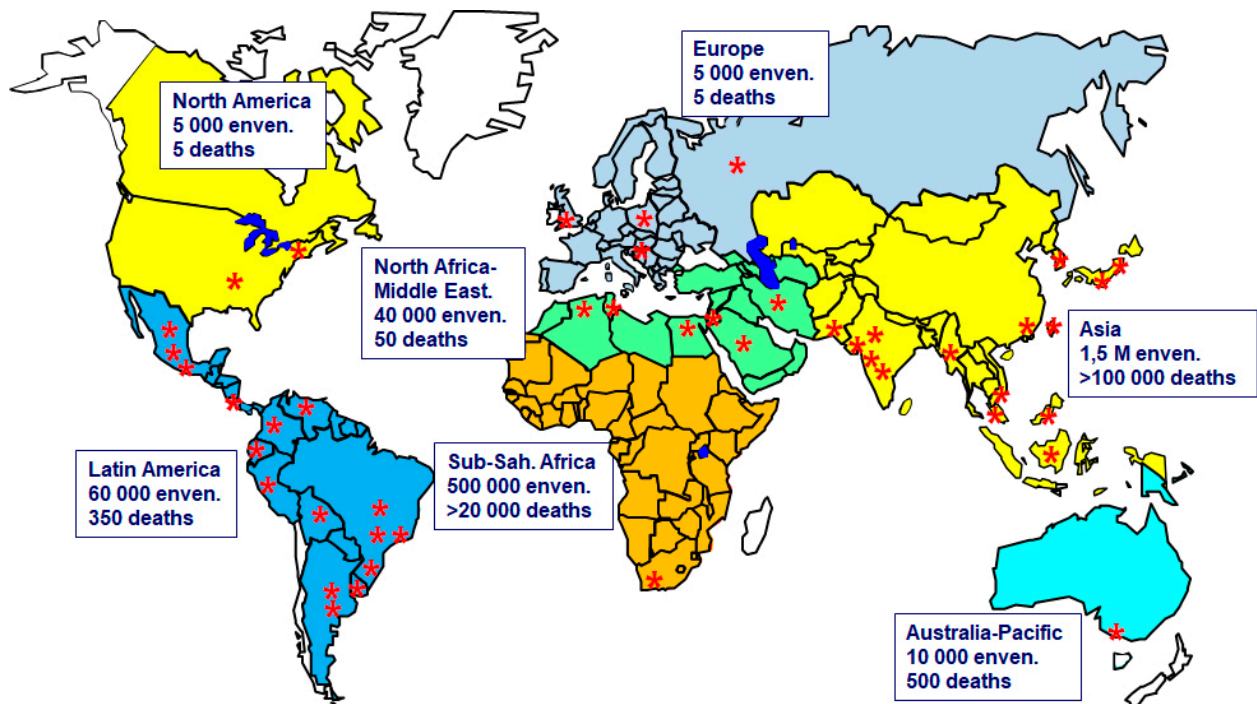 Europe
5 000 enven.
5 deaths
North America
5 000 enven.
5 deaths
North Africa-
Middle East.
40 000 enven.
50 deaths
Asia
1,5 M enven.
>100 000 deaths
Latin America
60 000 enven.
350 deaths
Sub-Sah. Africa
500 000 enven.
>20 000 deaths
Australia-Pacific
10 000 enven.
500 deaths